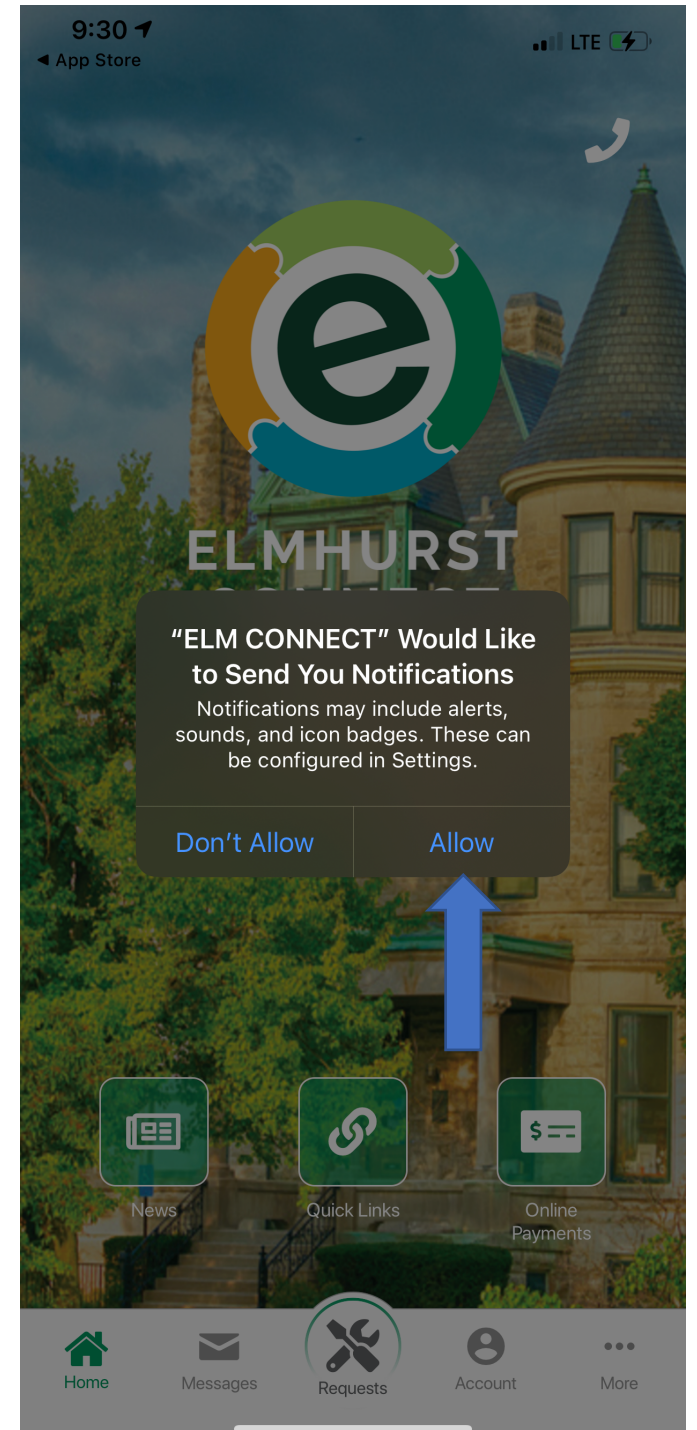 9:30
LTE
◀ App Store
e
ELMHURST
CONNECT
"ELM CONNECT" Would Like
to Send You Notifications
Notifications may include alerts,
sounds, and icon badges. These can
be configured in Settings.
Don't Allow
Allow
$
News
Quick Links
Online
Payments
Home
Messages
Requests
Account
More